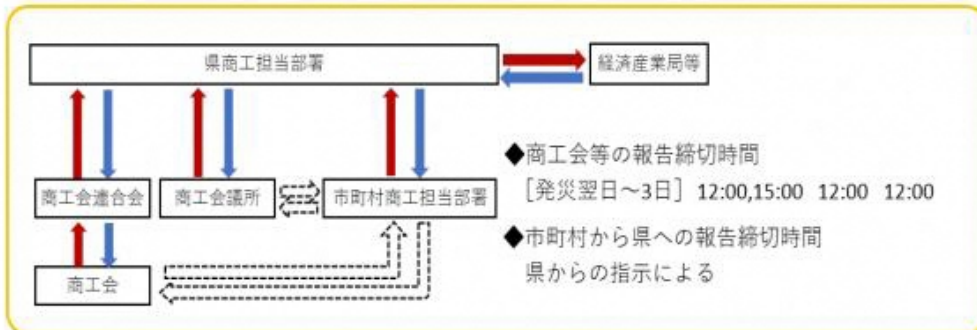 県商工担当部署
経済産業局等
◆商工会等の報告締切時間
[発災翌日～3日] 12:00,15:00 12:00 12:00
商工会連合会
商工会議所
市町村商工担当部署
◆市町村から県への報告締切時間
県からの指示による
商工会